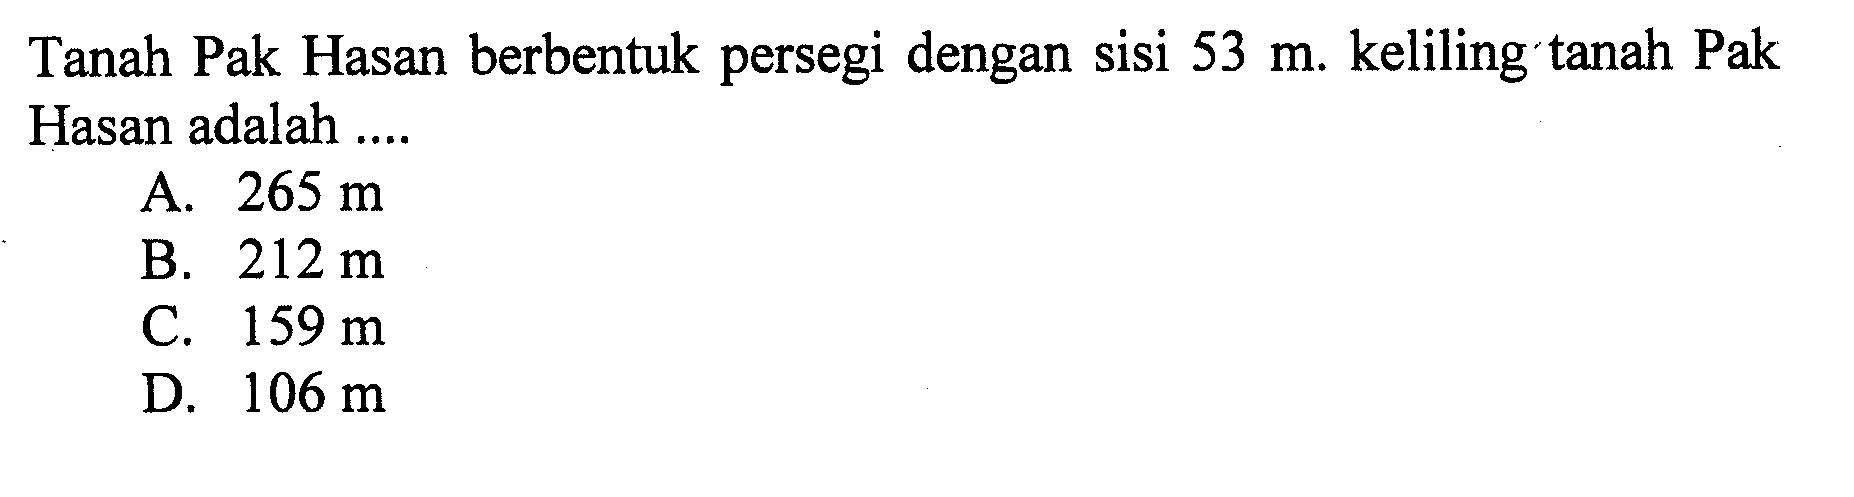 Tanah Pak Hasan berbentuk persegi dengan sisi 53 m. keliling tanah Pak
Hasan adalah ....
A. 265 m
B. 212 m
C. 159 m
D. 106 m